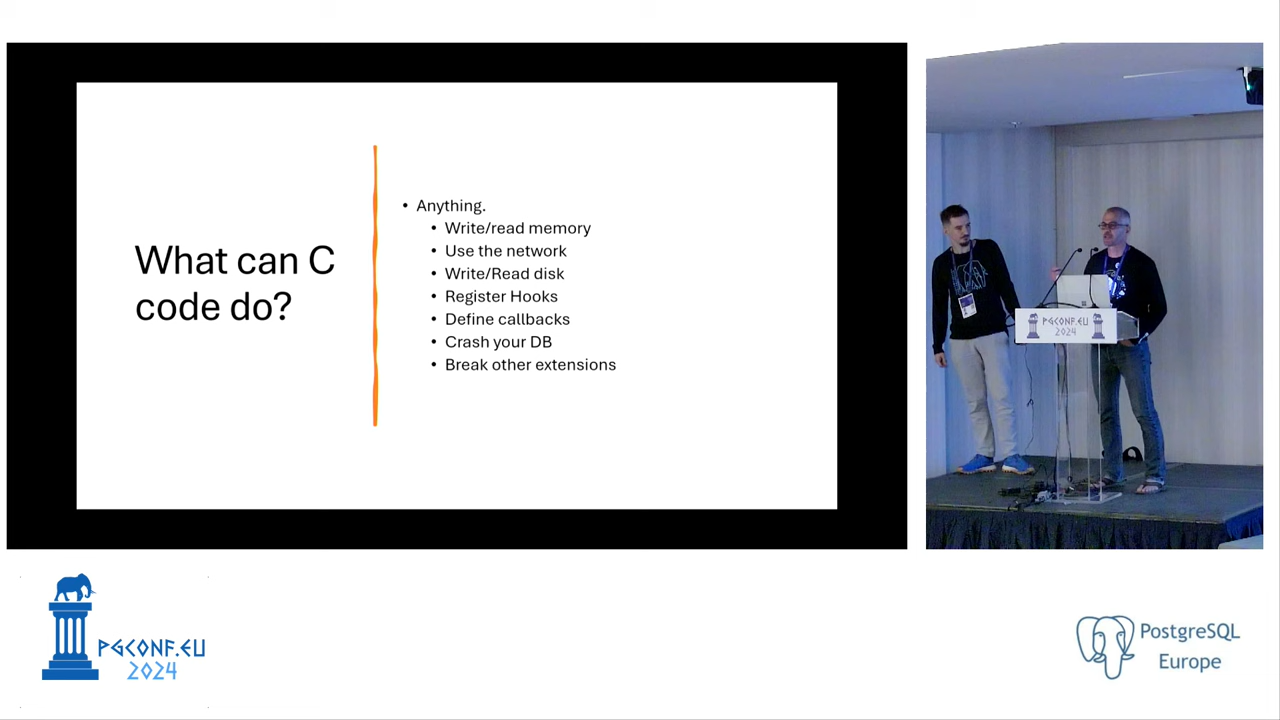 What can C
code do?
• Anything.
• Write/read memory
• Use the network
• Write/Read disk
• Register Hooks
• Define callbacks
• Crash your DB
• Break other extensions
PGCONF.EU
2024
PGCONF.EU
2024
PostgreSQL
Europe